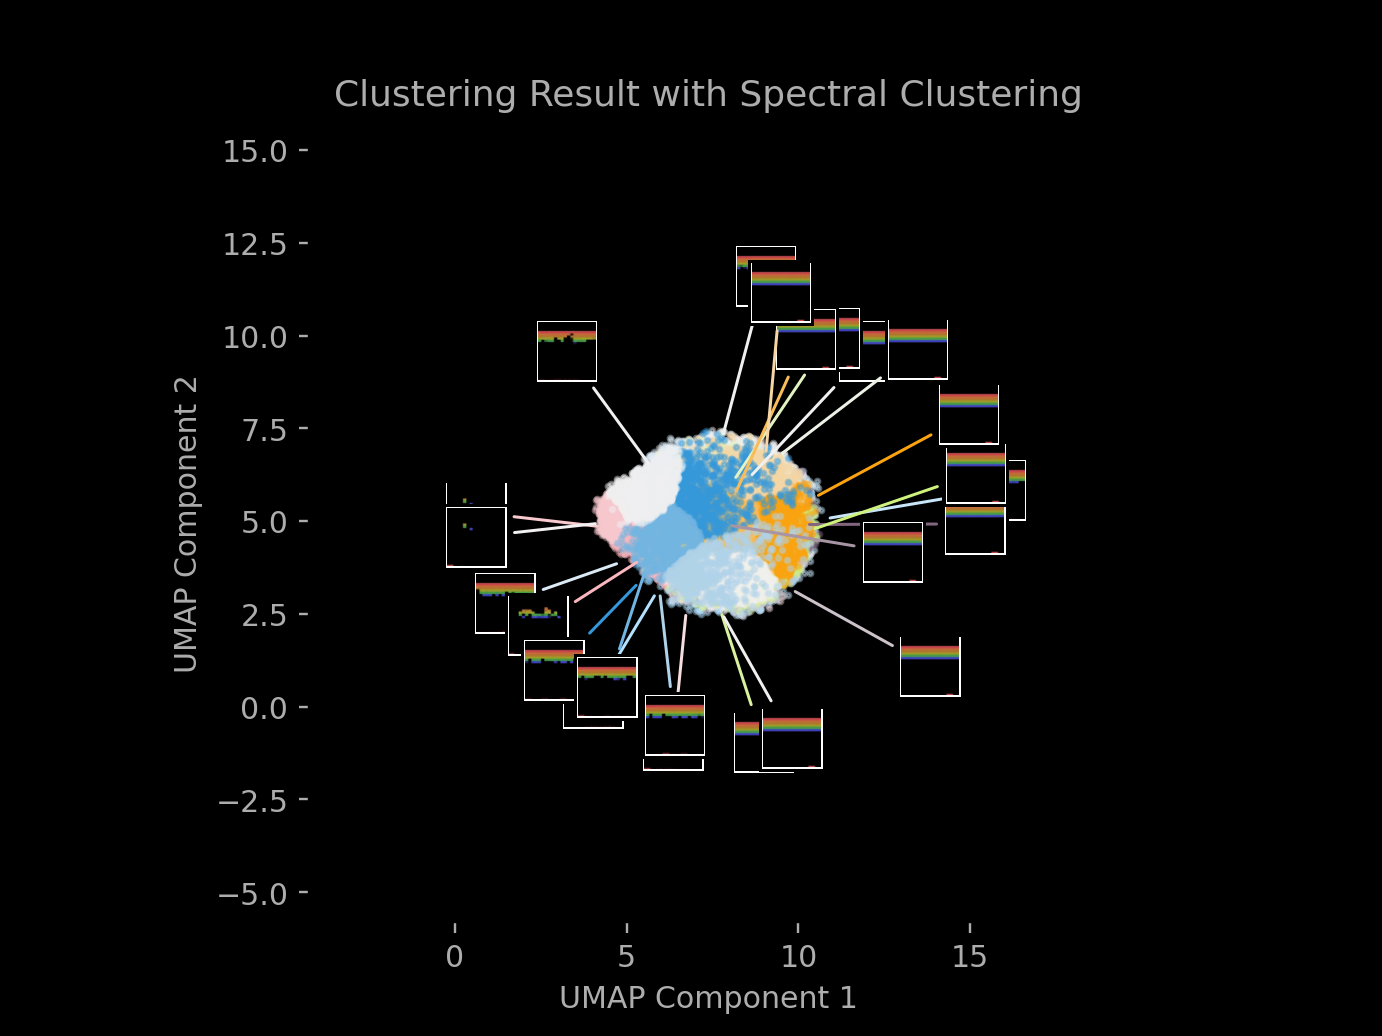 Clustering Result with Spectral Clustering
15.0
12.5
10.0
7.5
5.0
2.5
0.0
−2.5
−5.0
UMAP Component 2
0 5 10 15
UMAP Component 1